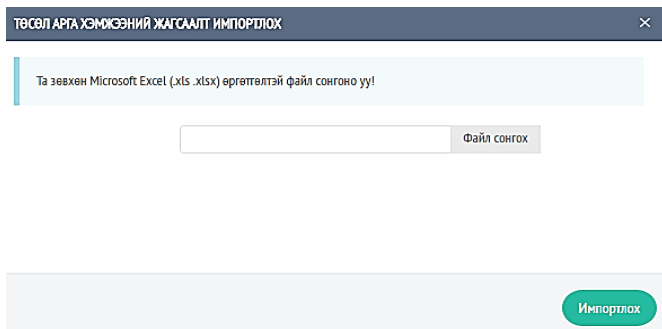 ТӨСӨЛ АРГА ХЭМЖЭЭНИЙ ЖАГСААЛТ ИМПОРТЛОХ
Та зөвхөн Microsoft Excel (.xls .xlsx) өргөтгөлтэй файл сонгоно уу!
Файл сонгох
Импортлох